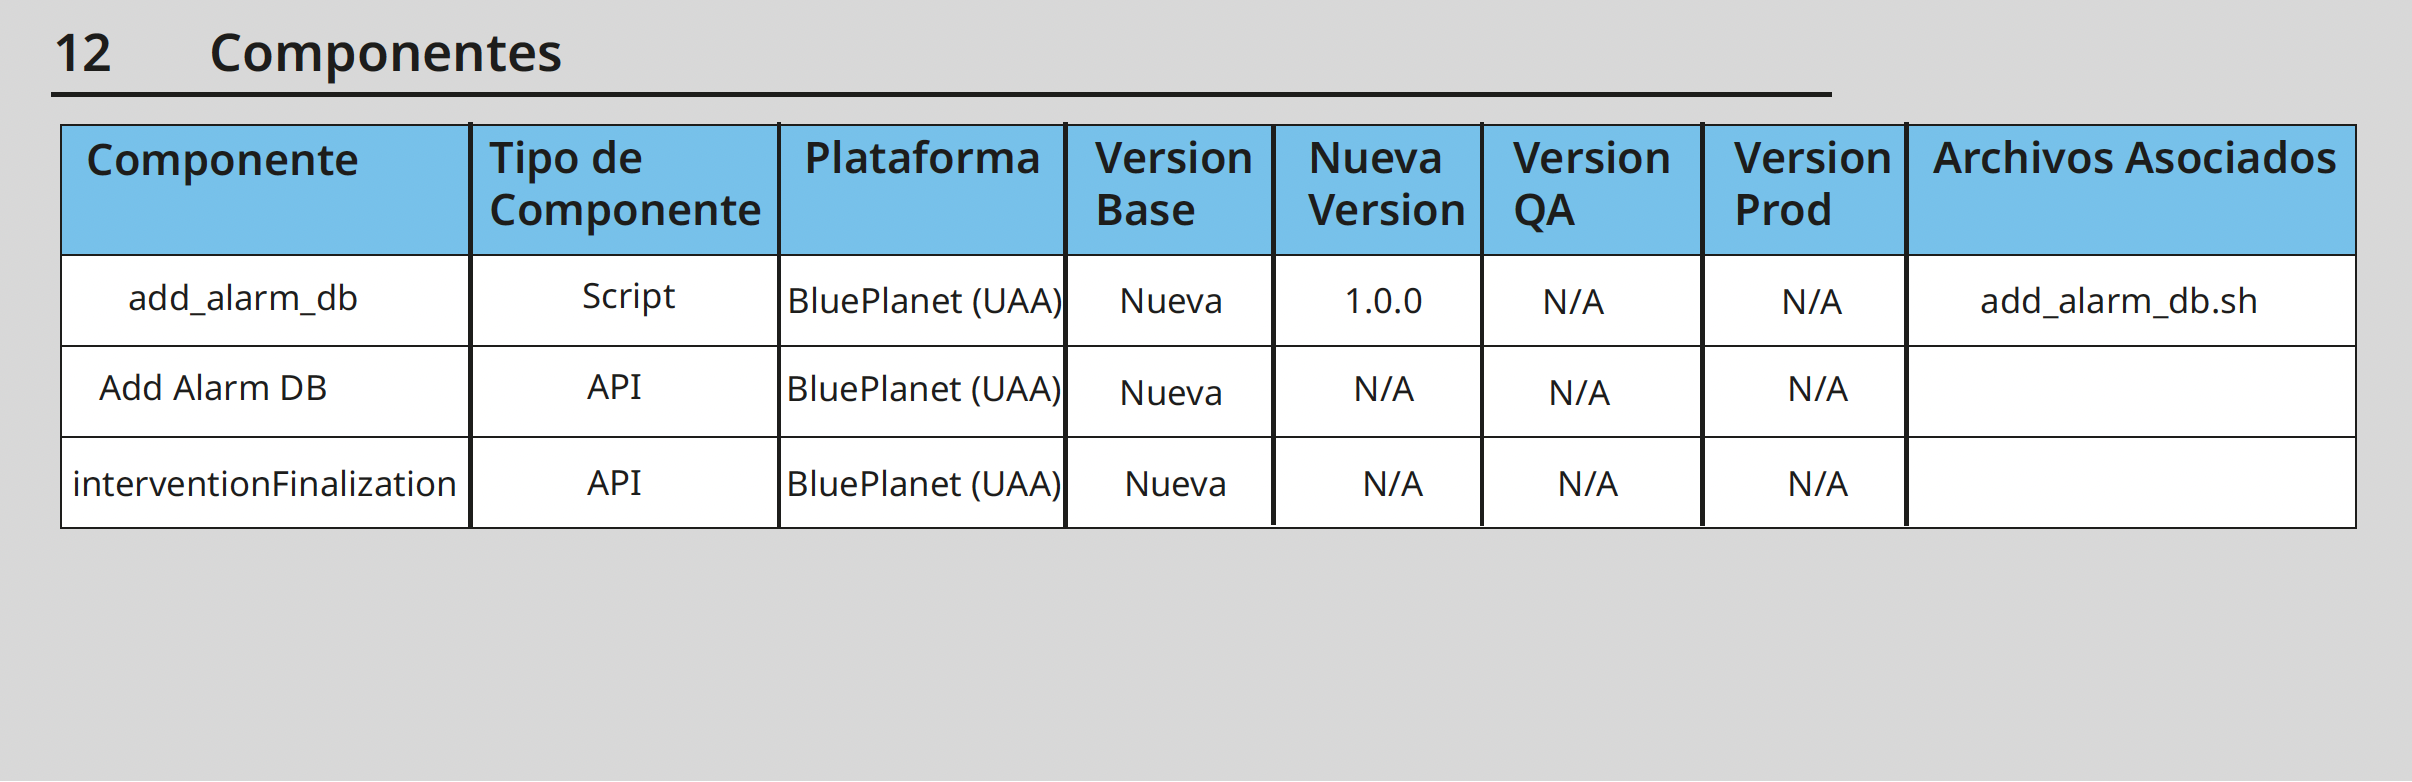 12 Componentes
Componente Tipo de Componente Plataforma Version Base Nueva Version Version QA Version Prod Archivos Asociados
add_alarm_db Script BluePlanet (UAA) Nueva 1.0.0 N/A N/A add_alarm_db.sh
Add Alarm DB API BluePlanet (UAA) Nueva N/A N/A N/A
interventionFinalization API BluePlanet (UAA) Nueva N/A N/A N/A